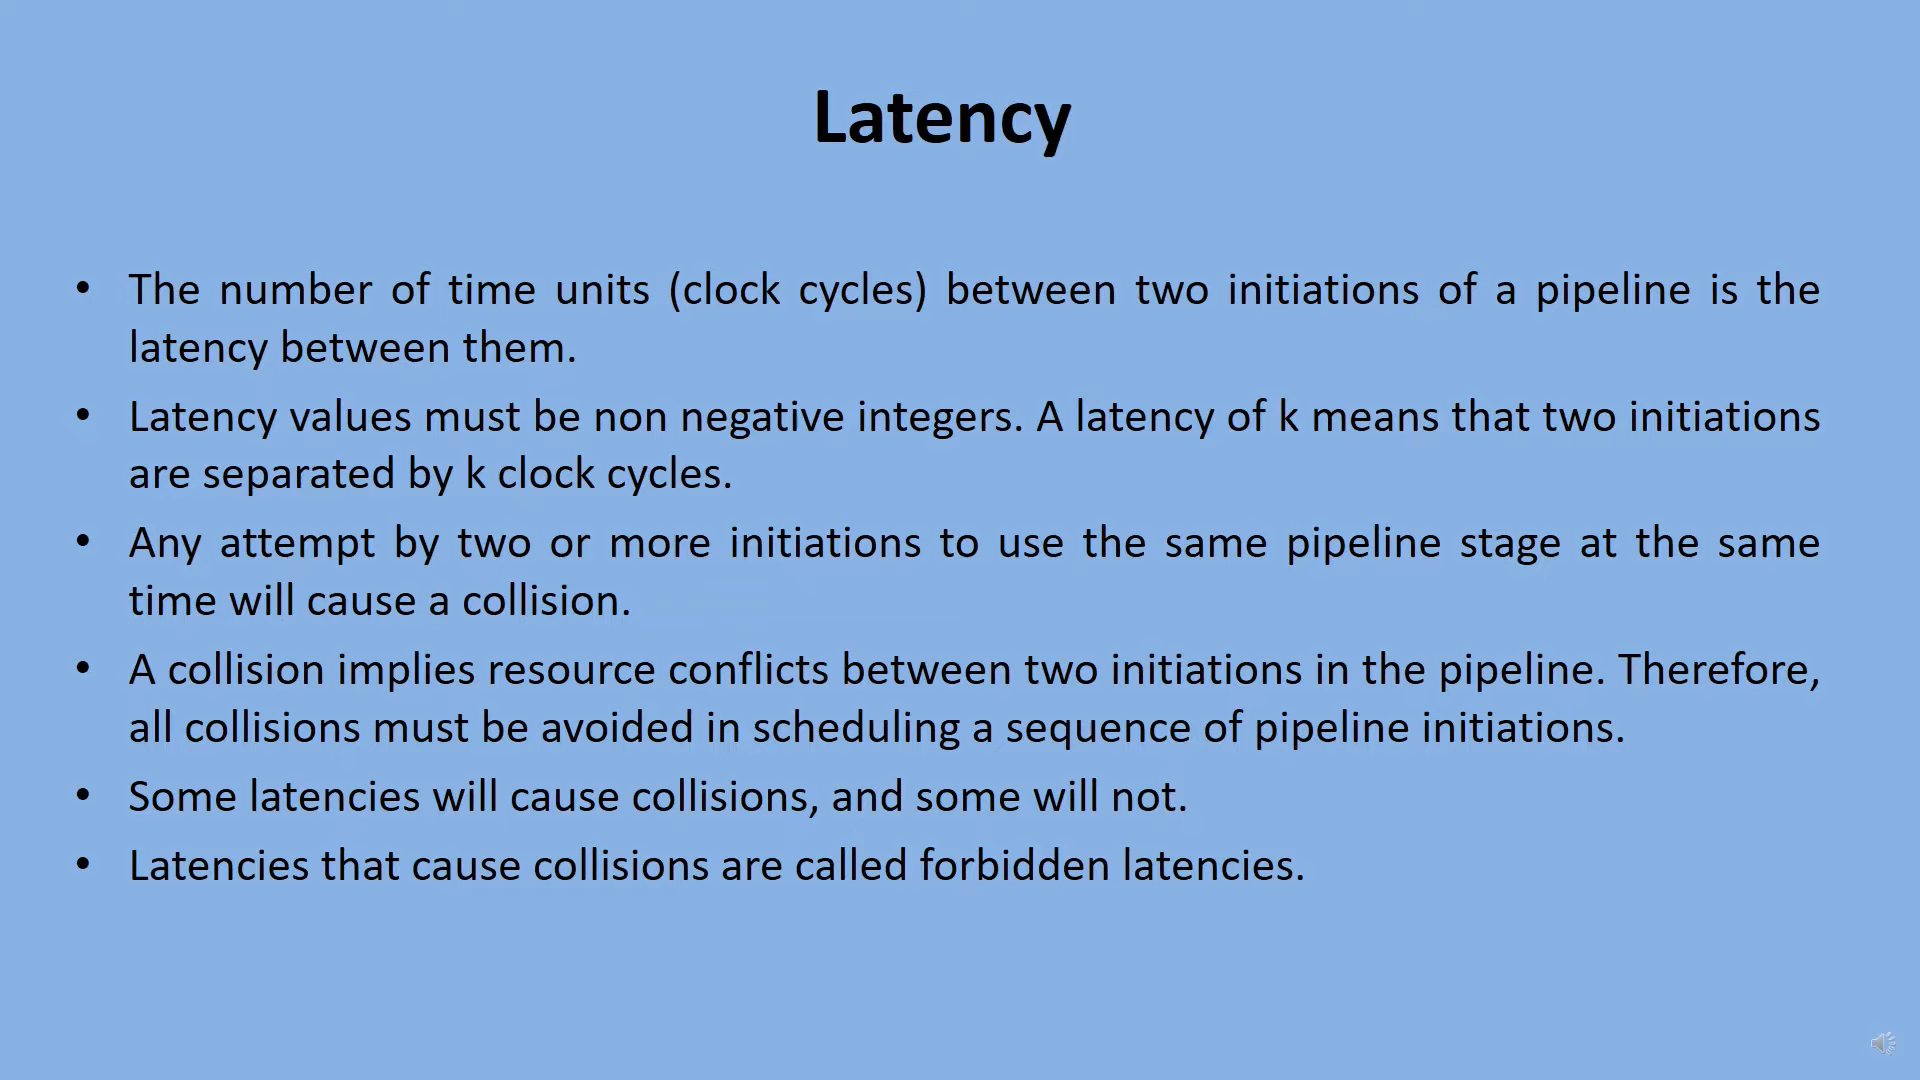 Latency
• The number of time units (clock cycles) between two initiations of a pipeline is the
latency between them.
• Latency values must be non negative integers. A latency of k means that two initiations
are separated by k clock cycles.
• Any attempt by two or more initiations to use the same pipeline stage at the same
time will cause a collision.
• A collision implies resource conflicts between two initiations in the pipeline. Therefore,
all collisions must be avoided in scheduling a sequence of pipeline initiations.
• Some latencies will cause collisions, and some will not.
• Latencies that cause collisions are called forbidden latencies.